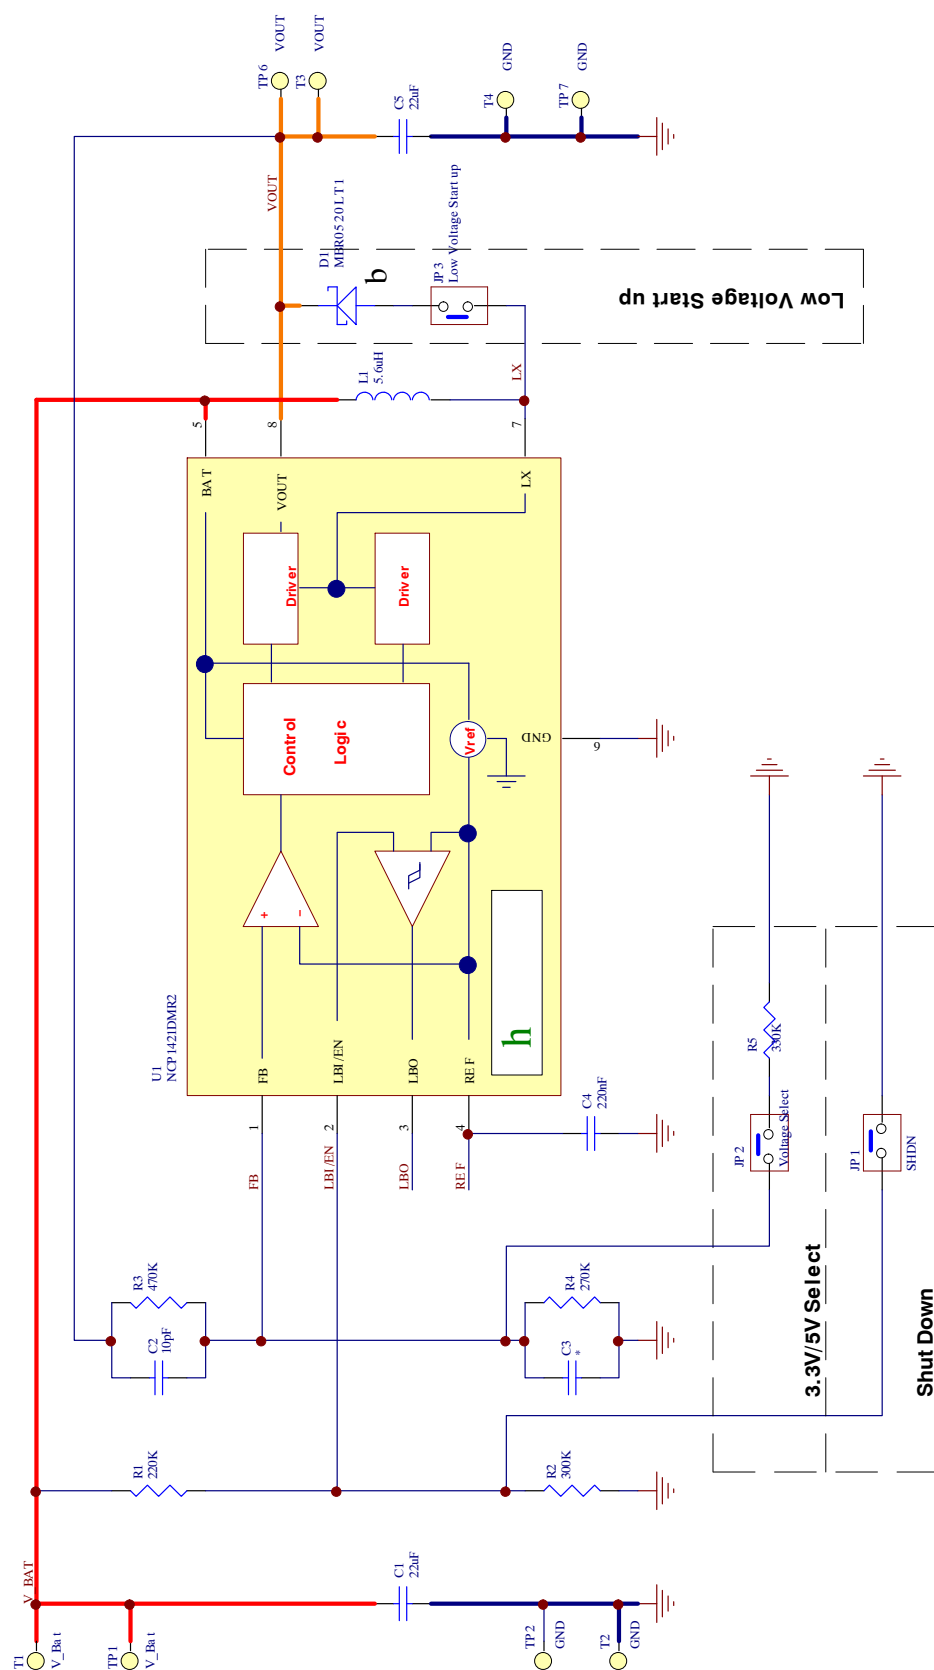 TP6
VOUT
T3
VOUT
C5
22uF
T4
GND
TP7
GND
VOUT
D1
MBR0520LT1
b
JP3
Low Voltage Start up
Low Voltage Start up
L1
5.6uH
LX
5
8
7
BAT
VOUT
LX
Driver
Driver
Control
Logic
Vref
GND
9
+
−
h
U1
NCP1421DMR2
FB
LBI/EN
LBO
REF
1
2
3
4
FB
LBI/EN
LBO
REF
C4
220nF
R5
330K
JP2
Voltage Select
JP1
SHDN
3.3V/5V Select
Shut Down
R3
470K
C2
10pF
R4
270K
C3
*
R1
220K
R2
300K
V_BAT
C1
22uF
T1
V_Bat
TP1
V_Bat
TP2
GND
T2
GND